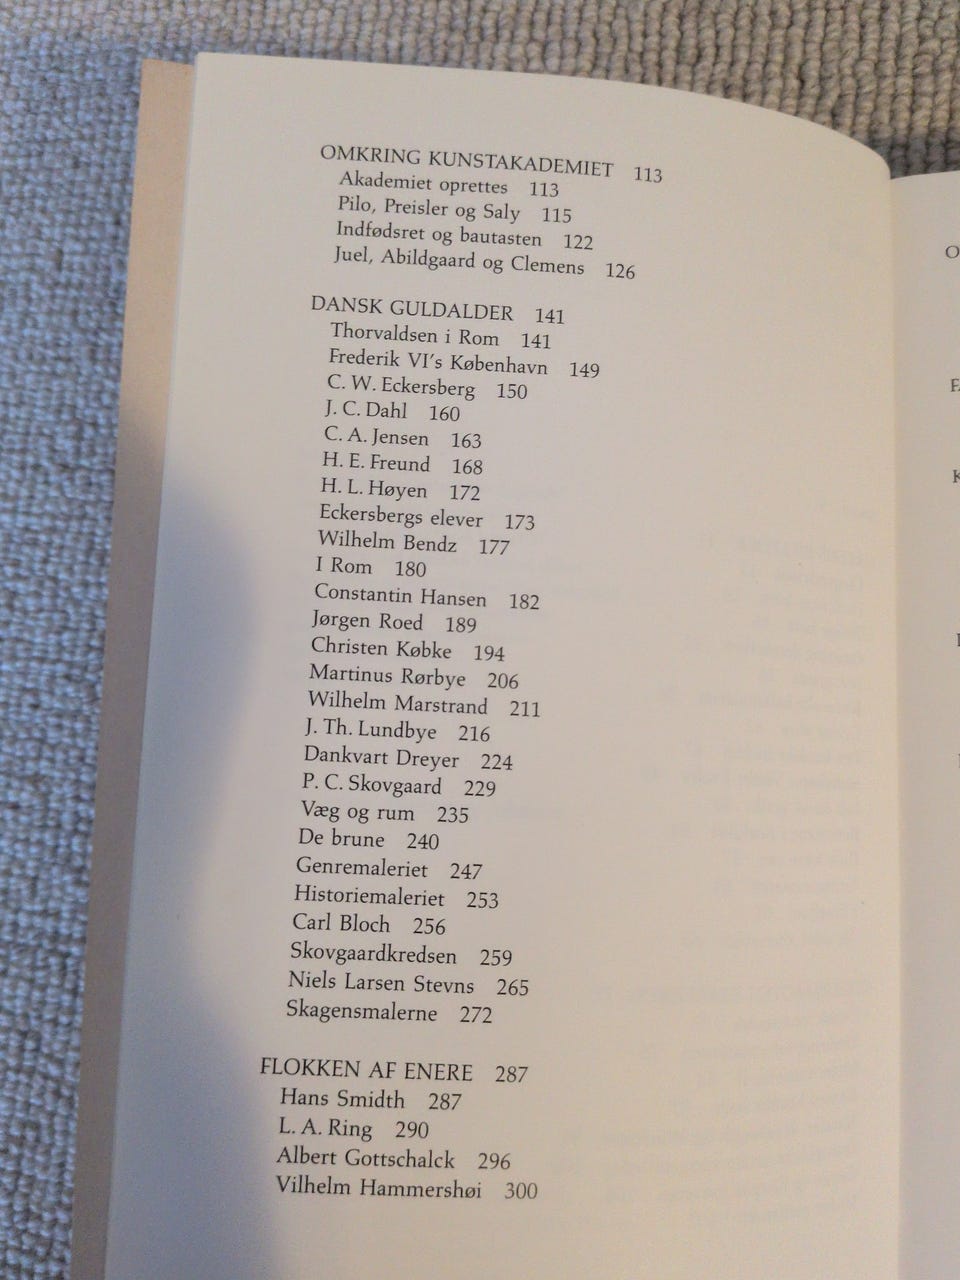 OMKRING KUNSTAKADEMIET 113
Akademiet oprettes 113
Pilo, Preisler og Saly 115
Indfødsret og bautasten 122
Juel, Abildgaard og Clemens 126
DANSK GULDALDER 141
Thorvaldsen i Rom 141
Frederik VI's København 149
C. W. Eckersberg 150
J. C. Dahl 160
C. A. Jensen 163
H. E. Freund 168
H. L. Høyen 172
Eckersbergs elever 173
Wilhelm Bendz 177
I Rom 180
Constantin Hansen 182
Jørgen Roed 189
Christen Købke 194
Martinus Rørbye 206
Wilhelm Marstrand 211
J. Th. Lundbye 216
Dankvart Dreyer 224
P. C. Skovgaard 229
Væg og rum 235
De brune 240
Genremaleriet 247
Historiemaleriet 253
Carl Bloch 256
Skovgaardkredsen 259
Niels Larsen Stevns 265
Skagensmalerne 272
FLOKKEN AF ENERE 287
Hans Smidth 287
L. A. Ring 290
Albert Gottschalck 296
Vilhelm Hammershøi 300